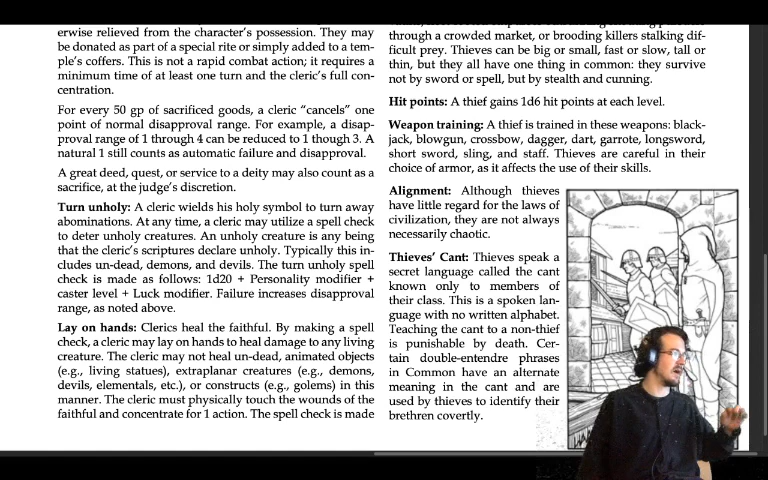 erwise relieved from the character's possession. They may
be donated as part of a special rite or simply added to a tem-
ple's coffers. This is not a rapid combat action; it requires a
minimum time of at least one turn and the cleric's full con-
centration.
For every 50 gp of sacrificed goods, a cleric "cancels" one
point of normal disapproval range. For example, a disap-
proval range of 1 through 4 can be reduced to 1 though 3. A
natural 1 still counts as automatic failure and disapproval.
A great deed, quest, or service to a deity may also count as a
sacrifice, at the judge's discretion.
Turn unholy: A cleric wields his holy symbol to turn away
abominations. At any time, a cleric may utilize a spell check
to deter unholy creatures. An unholy creature is any being
that the cleric's scriptures declare unholy. Typically this in-
cludes un-dead, demons, and devils. The turn unholy spell
check is made as follows: 1d20 + Personality modifier +
caster level + Luck modifier. Failure increases disapproval
range, as noted above.
Lay on hands: Clerics heal the faithful. By making a spell
check, a cleric may lay on hands to heal damage to any living
creature. The cleric may not heal un-dead, animated objects
(e.g., living statues), extraplanar creatures (e.g., demons,
devils, elementals, etc.), or constructs (e.g., golems) in this
manner. The cleric must physically touch the wounds of the
faithful and concentrate for 1 action. The spell check is made
through a crowded market, or brooding killers stalking dif-
ficult prey. Thieves can be big or small, fast or slow, tall or
thin, but they all have one thing in common: they survive
not by sword or spell, but by stealth and cunning.
Hit points: A thief gains 1d6 hit points at each level.
Weapon training: A thief is trained in these weapons: black-
jack, blowgun, crossbow, dagger, dart, garrote, longsword,
short sword, sling, and staff. Thieves are careful in their
choice of armor, as it affects the use of their skills.
Alignment: Although thieves
have little regard for the laws of
civilization, they are not always
necessarily chaotic.
Thieves' Cant: Thieves speak a
secret language called the cant
known only to members of
their class. This is a spoken lan-
guage with no written alphabet.
Teaching the cant to a non-thief
is punishable by death. Cer-
tain double-entendre phrases
in Common have an alternate
meaning in the cant and are
used by thieves to identify their
brethren covertly.